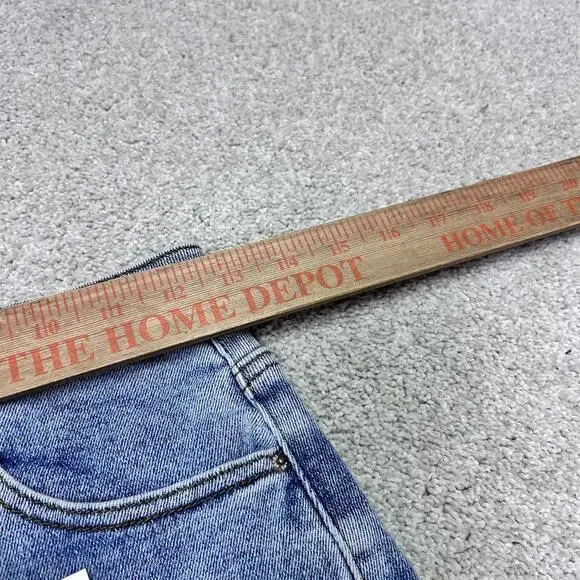 10 11 12 13 14 15 16 17 18 19 20
THE HOME DEPOT HOME OF T